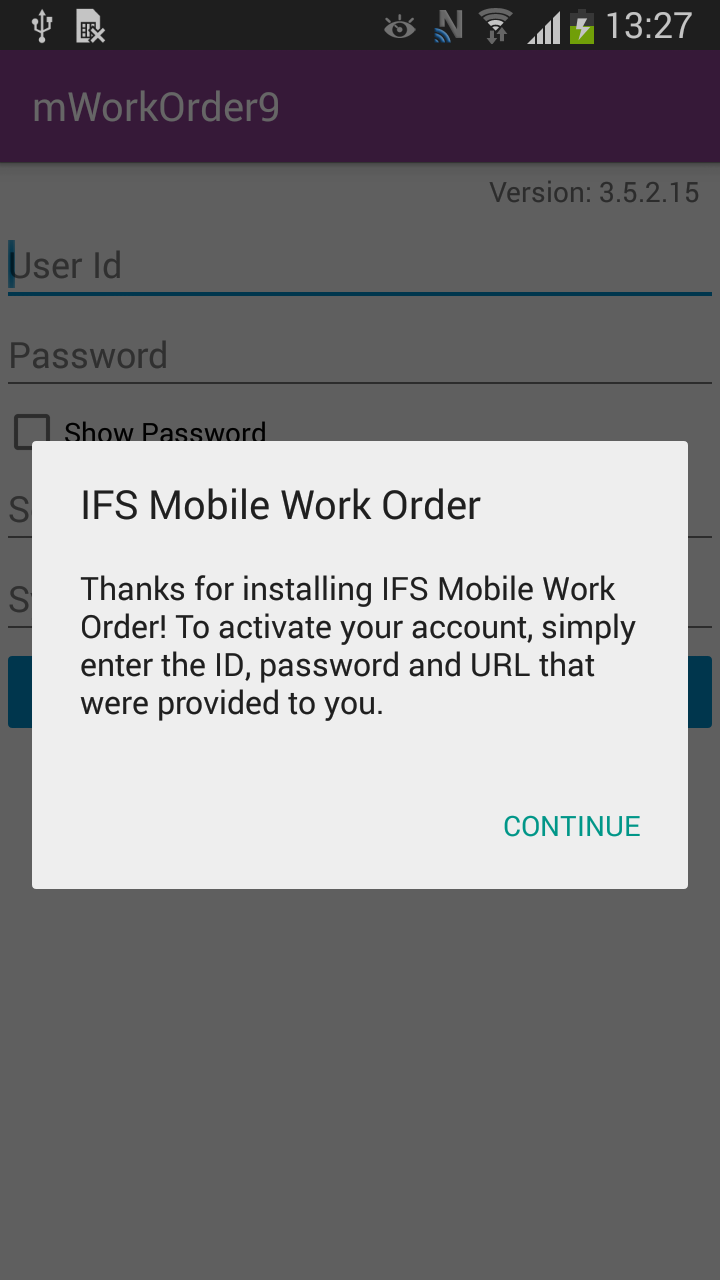 13:27
mWorkOrder9
Version: 3.5.2.15
User Id
Password
Show Password
IFS Mobile Work Order
Thanks for installing IFS Mobile Work
Order! To activate your account, simply
enter the ID, password and URL that
were provided to you.
CONTINUE